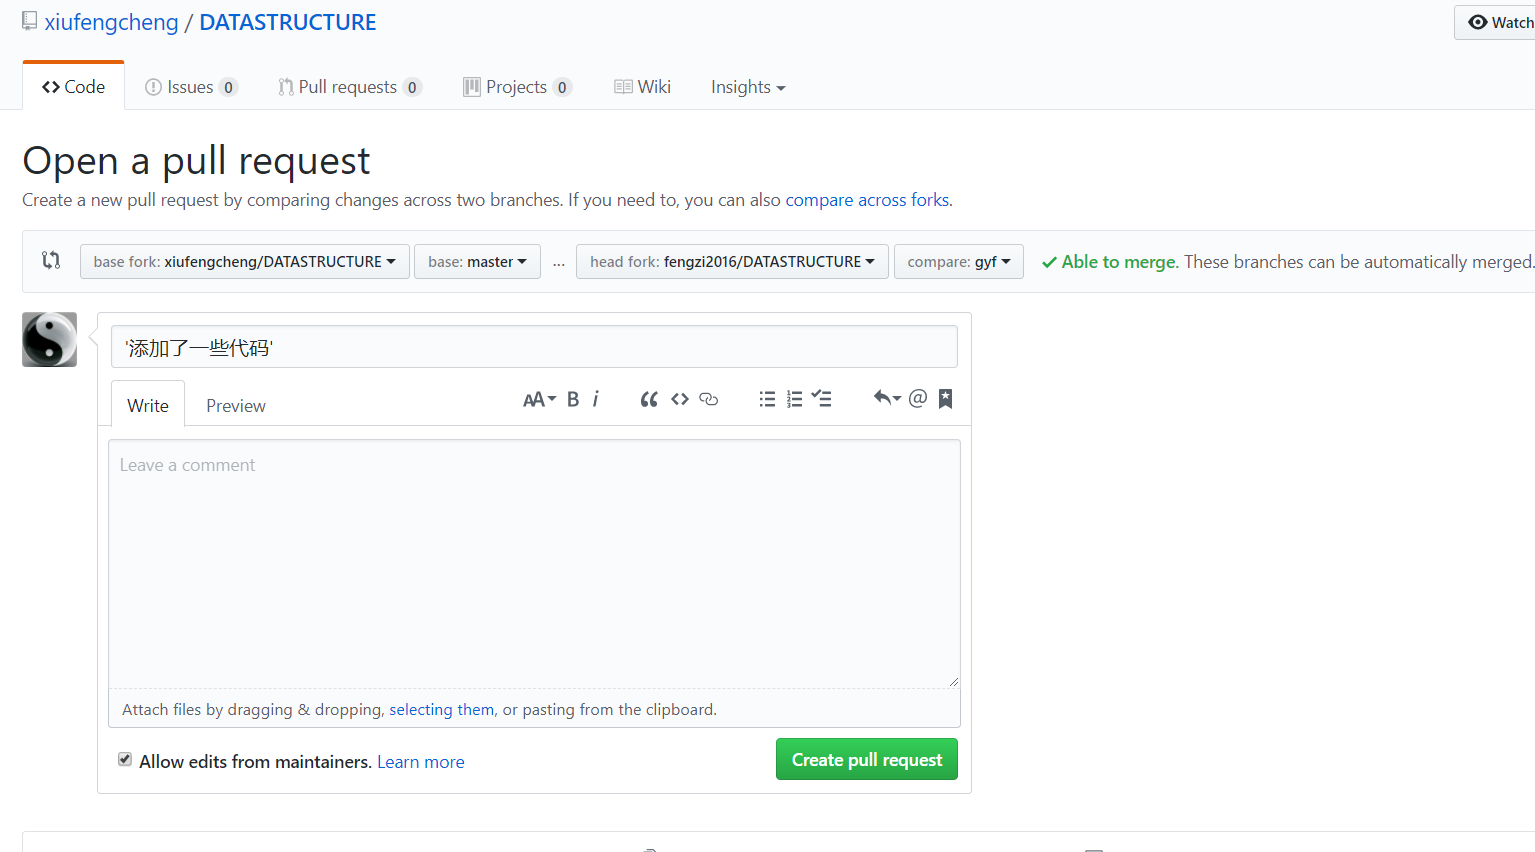 xiufengcheng / DATASTRUCTURE
Watch
Code Issues 0 Pull requests 0 Projects 0 Wiki Insights
Open a pull request
Create a new pull request by comparing changes across two branches. If you need to, you can also compare across forks.
base fork: xiufengcheng/DATASTRUCTURE base: master ... head fork: fengzi2016/DATASTRUCTURE compare: gyf Able to merge. These branches can be automatically merged.
'添加了一些代码'
Write Preview AA B i “ <> @
Leave a comment
Attach files by dragging & dropping, selecting them, or pasting from the clipboard.
Allow edits from maintainers. Learn more Create pull request